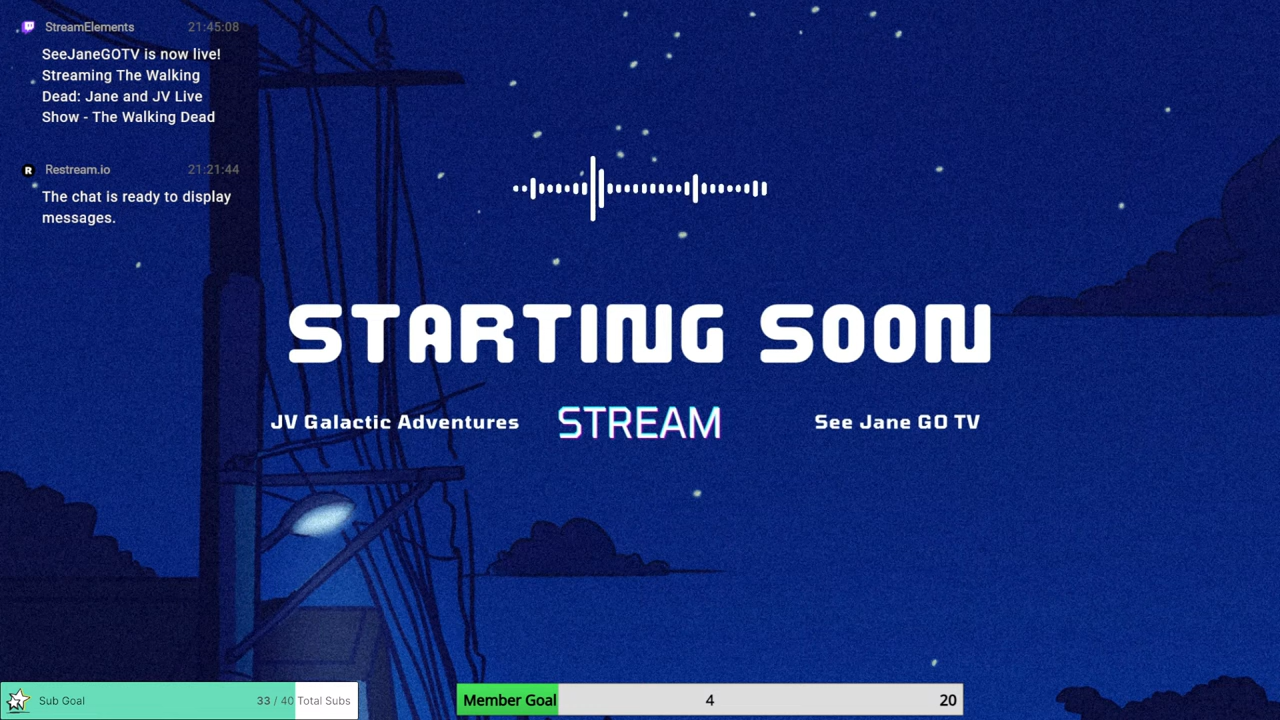 StreamElements 21:45:08
SeeJaneGOTV is now live!
Streaming The Walking
Dead: Jane and JV Live
Show - The Walking Dead
R Restream.io 21:21:44
The chat is ready to display
messages.
STARTING SOON
JV Galactic Adventures STREAM See Jane GO TV
Sub Goal 33 / 40 Total Subs
Member Goal 4 20